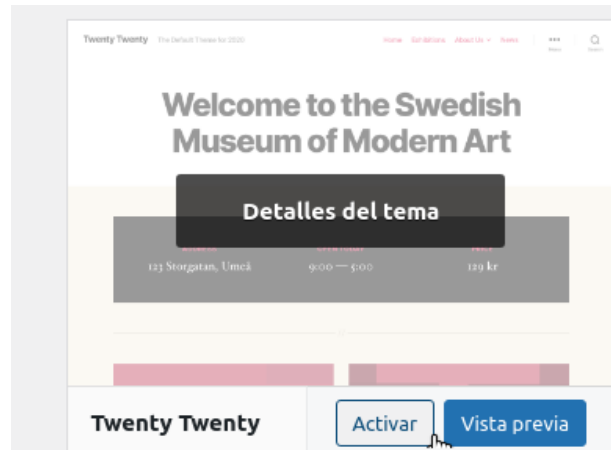 Twenty Twenty The Default Theme for 2020 Home Exhibitions About Us News
Welcome to the Swedish
Museum of Modern Art
Detalles del tema
123 Storgatan, Umeå 9:00 — 5:00 129 kr
Twenty Twenty Activar Vista previa